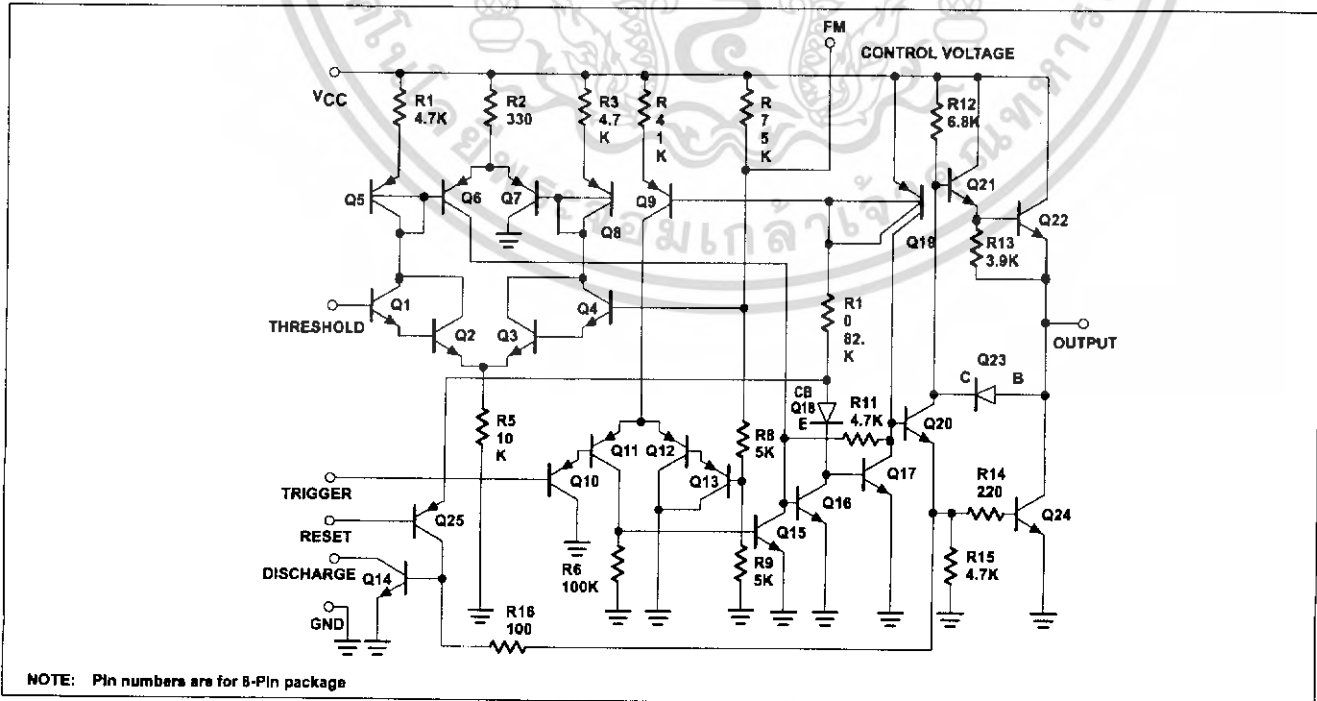 FM
CONTROL VOLTAGE
VCC
R1
4.7K
R2
330
R3
4.7
K
R
4
1
K
R
7
5
K
R12
6.8K
Q5
Q6
Q7
Q8
Q9
Q19
Q21
Q22
R13
3.9K
Q1
Q2
Q3
Q4
THRESHOLD
R1
0
82.
K
OUTPUT
Q23
C
B
CB
Q18
E
R11
4.7K
Q20
R5
10
K
Q11
Q12
R8
5K
Q10
Q13
Q17
TRIGGER
Q16
R14
220
Q25
Q15
Q24
RESET
DISCHARGE
Q14
R6
100K
R9
5K
R15
4.7K
GND
R16
100
NOTE: Pin numbers are for 8-Pin package